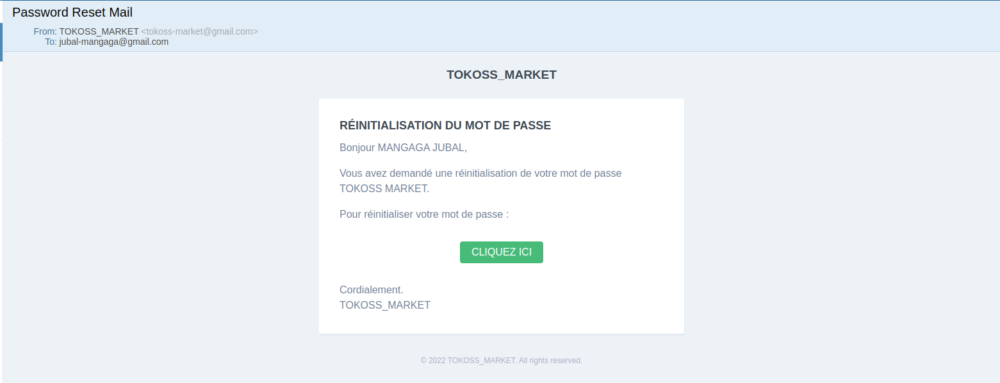 Password Reset Mail
From: TOKOSS_MARKET <tokoss-market@gmail.com>
To: jubal-mangaga@gmail.com
TOKOSS_MARKET
RÉINITIALISATION DU MOT DE PASSE
Bonjour MANGAGA JUBAL,
Vous avez demandé une réinitialisation de votre mot de passe
TOKOSS MARKET.
Pour réinitialiser votre mot de passe :
CLIQUEZ ICI
Cordialement.
TOKOSS_MARKET
© 2022 TOKOSS_MARKET. All rights reserved.